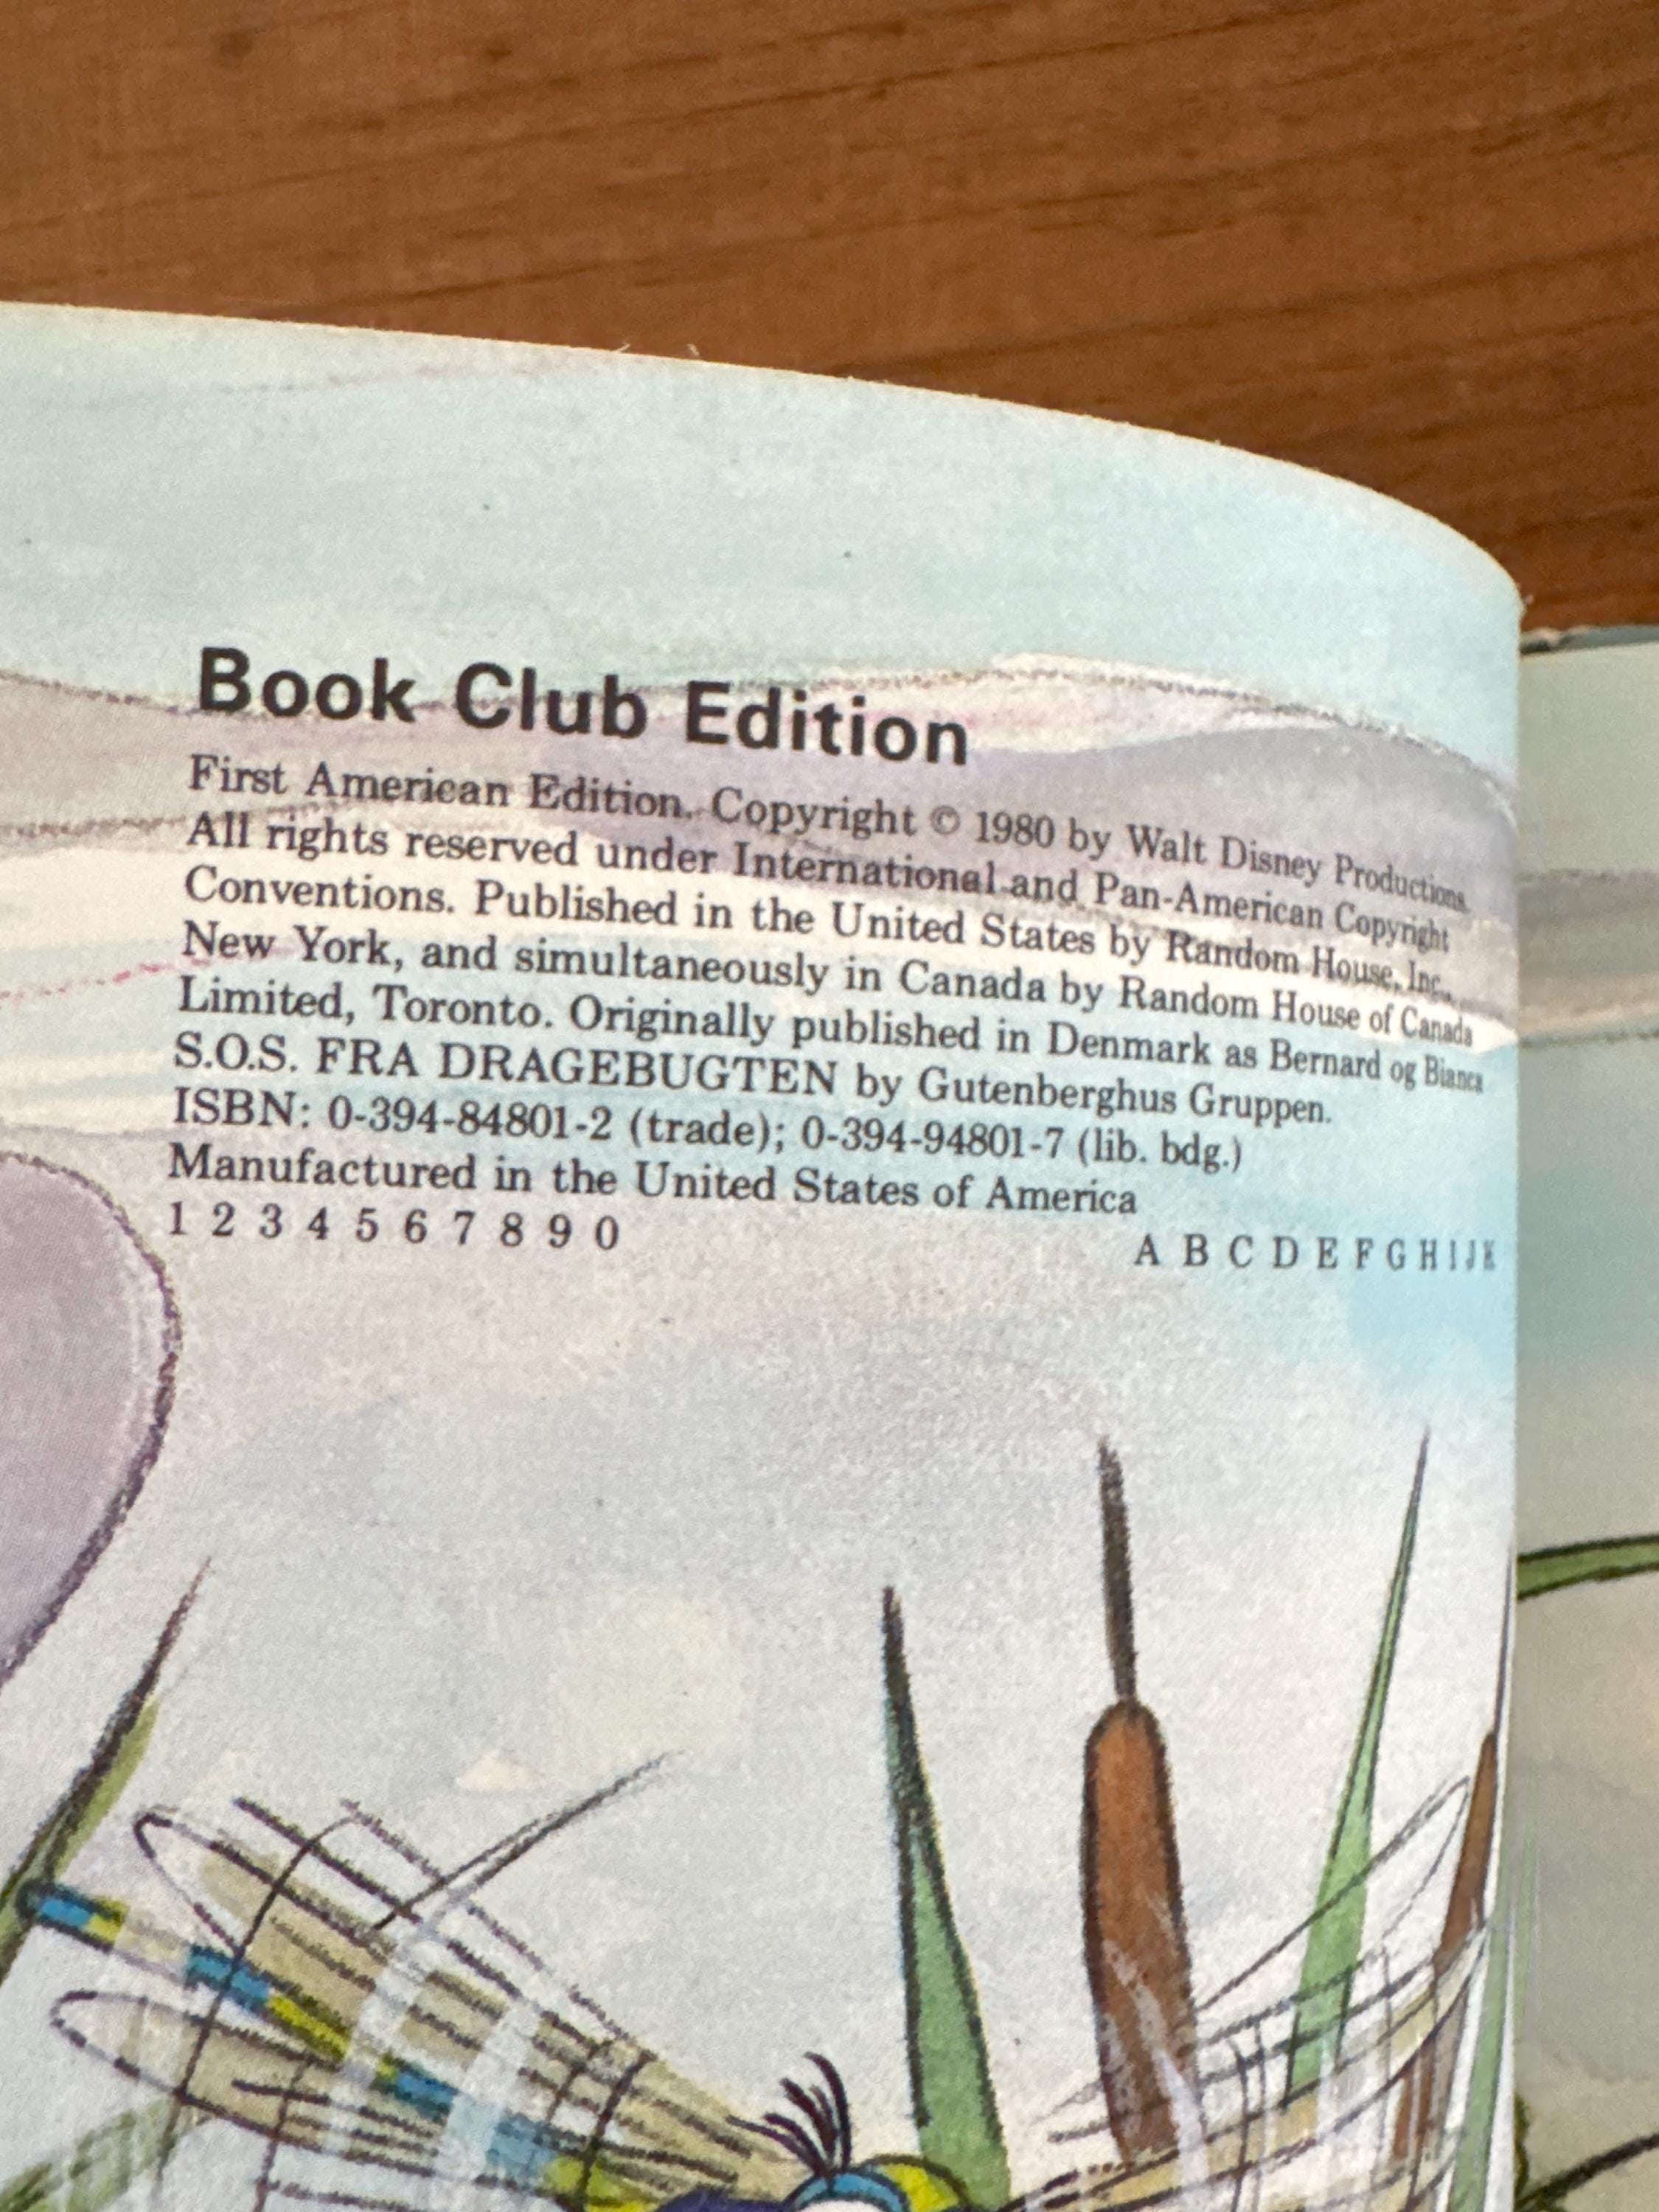 Book Club Edition
First American Edition. Copyright © 1980 by Walt Disney Productions.
All rights reserved under International and Pan-American Copyright
Conventions. Published in the United States by Random House, Inc.,
New York, and simultaneously in Canada by Random House of Canada
Limited, Toronto. Originally published in Denmark as Bernard og Bianca
S.O.S. FRA DRAGEBUGTEN by Gutenberghus Gruppen.
ISBN: 0-394-84801-2 (trade); 0-394-94801-7 (lib. bdg.)
Manufactured in the United States of America
1 2 3 4 5 6 7 8 9 0 A B C D E F G H I J K